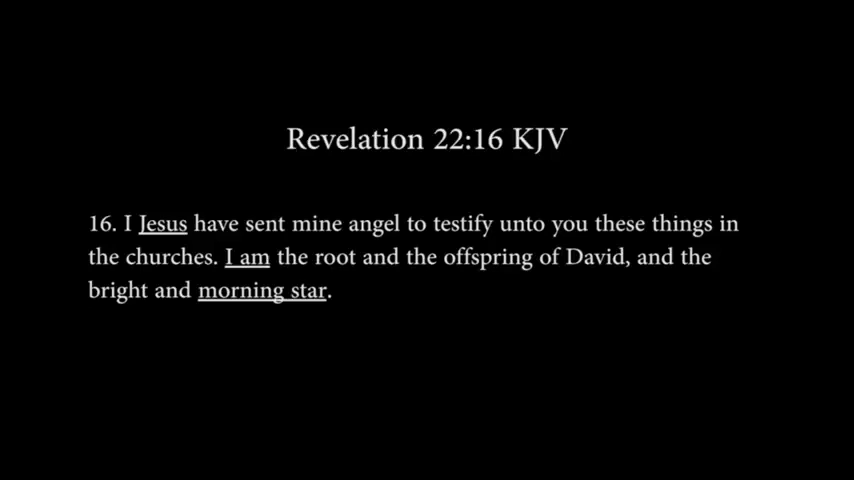 Revelation 22:16 KJV
16. I Jesus have sent mine angel to testify unto you these things in
the churches. I am the root and the offspring of David, and the
bright and morning star.